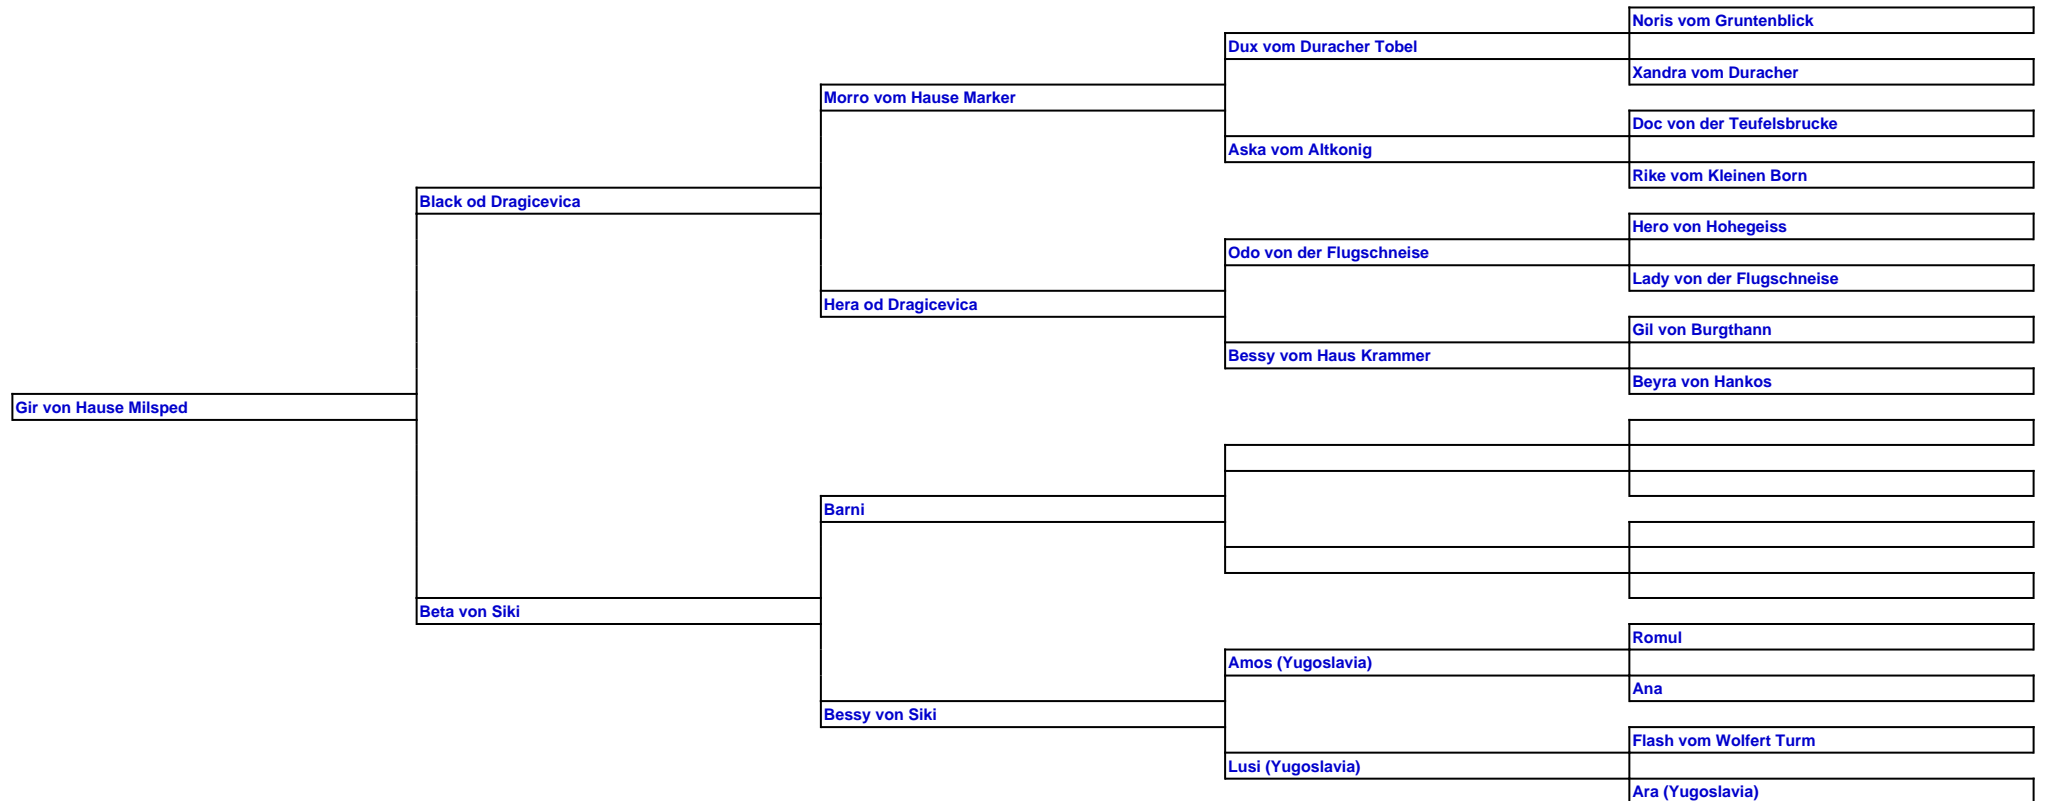 Noris vom Gruntenblick
Dux vom Duracher Tobel
Xandra vom Duracher
Morro vom Hause Marker
Doc von der Teufelsbrucke
Aska vom Altkonig
Rike vom Kleinen Born
Black od Dragicevica
Hero von Hohegeiss
Odo von der Flugschneise
Lady von der Flugschneise
Hera od Dragicevica
Gil von Burgthann
Bessy vom Haus Krammer
Beyra von Hankos
Gir von Hause Milsped
Barni
Beta von Siki
Romul
Amos (Yugoslavia)
Ana
Bessy von Siki
Flash vom Wolfert Turm
Lusi (Yugoslavia)
Ara (Yugoslavia)